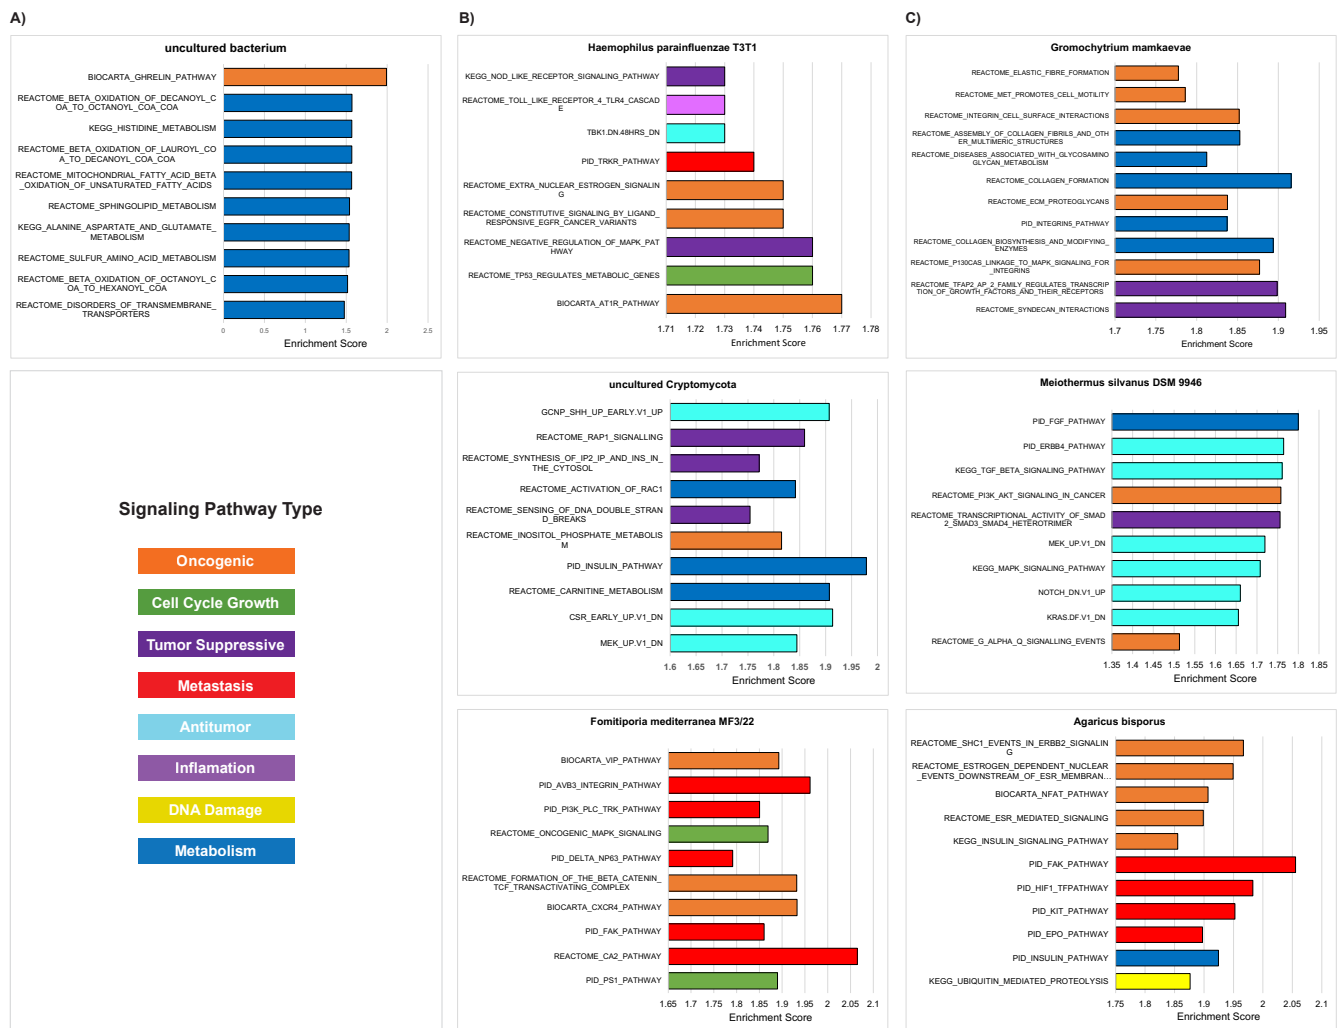 A)
uncultured bacterium
BIOCARTA_GHRELIN_PATHWAY
REACTOME_BETA_OXIDATION_OF_DECANOYL_C
OA_TO_OCTANOYL_COA_COA
KEGG_HISTIDINE_METABOLISM
REACTOME_BETA_OXIDATION_OF_LAUROYL_CO
A_TO_DECANOYL_COA_COA
REACTOME_MITOCHONDRIAL_FATTY_ACID_BETA
_OXIDATION_OF_UNSATURATED_FATTY_ACIDS
REACTOME_SPHINGOLIPID_METABOLISM
KEGG_ALANINE_ASPARTATE_AND_GLUTAMATE_
METABOLISM
REACTOME_SULFUR_AMINO_ACID_METABOLISM
REACTOME_BETA_OXIDATION_OF_OCTANOYL_C
OA_TO_HEXANOYL_COA
REACTOME_DISORDERS_OF_TRANSMEMBRANE_
TRANSPORTERS
0 0.5 1 1.5 2 2.5
Enrichment Score
Signaling Pathway Type
Oncogenic
Cell Cycle Growth
Tumor Suppressive
Metastasis
Antitumor
Inflamation
DNA Damage
Metabolism
B)
Haemophilus parainfluenzae T3T1
KEGG_NOD_LIKE_RECEPTOR_SIGNALING_PATHWAY
REACTOME_TOLL_LIKE_RECEPTOR_4_TLR4_CASCAD
E
TBK1.DN.48HRS_DN
PID_TRKR_PATHWAY
REACTOME_EXTRA_NUCLEAR_ESTROGEN_SIGNALIN
G
REACTOME_CONSTITUTIVE_SIGNALING_BY_LIGAND_
RESPONSIVE_EGFR_CANCER_VARIANTS
REACTOME_NEGATIVE_REGULATION_OF_MAPK_PAT
HWAY
REACTOME_TP53_REGULATES_METABOLIC_GENES
BIOCARTA_AT1R_PATHWAY
1.71 1.72 1.73 1.74 1.75 1.76 1.77 1.78
Enrichment Score
uncultured Cryptomycota
GCNP_SHH_UP_EARLY.V1_UP
REACTOME_RAP1_SIGNALLING
REACTOME_SYNTHESIS_OF_IP2_IP_AND_INS_IN_
THE_CYTOSOL
REACTOME_ACTIVATION_OF_RAC1
REACTOME_SENSING_OF_DNA_DOUBLE_STRAN
D_BREAKS
REACTOME_INOSITOL_PHOSPHATE_METABOLIS
M
PID_INSULIN_PATHWAY
REACTOME_CARNITINE_METABOLISM
CSR_EARLY_UP.V1_DN
MEK_UP.V1_DN
1.6 1.65 1.7 1.75 1.8 1.85 1.9 1.95 2
Enrichment Score
Fomitiporia mediterranea MF3/22
BIOCARTA_VIP_PATHWAY
PID_AVB3_INTEGRIN_PATHWAY
PID_PI3K_PLC_TRK_PATHWAY
REACTOME_ONCOGENIC_MAPK_SIGNALING
PID_DELTA_NP63_PATHWAY
REACTOME_FORMATION_OF_THE_BETA_CATENIN_
TCF_TRANSACTIVATING_COMPLEX
BIOCARTA_CXCR4_PATHWAY
PID_FAK_PATHWAY
REACTOME_CA2_PATHWAY
PID_PS1_PATHWAY
1.65 1.7 1.75 1.8 1.85 1.9 1.95 2 2.05 2.1
Enrichment Score
C)
Gromochytrium mamkaevae
REACTOME_ELASTIC_FIBRE_FORMATION
REACTOME_MET_PROMOTES_CELL_MOTILITY
REACTOME_INTEGRIN_CELL_SURFACE_INTERACTIONS
REACTOME_ASSEMBLY_OF_COLLAGEN_FIBRILS_AND_OTH
ER_MULTIMERIC_STRUCTURES
REACTOME_DISEASES_ASSOCIATED_WITH_GLYCOSAMINO
GLYCAN_METABOLISM
REACTOME_COLLAGEN_FORMATION
REACTOME_ECM_PROTEOGLYCANS
PID_INTEGRIN5_PATHWAY
REACTOME_COLLAGEN_BIOSYNTHESIS_AND_MODIFYING_
ENZYMES
REACTOME_P130CAS_LINKAGE_TO_MAPK_SIGNALING_FOR
_INTEGRINS
REACTOME_TFAP2_AP_2_FAMILY_REGULATES_TRANSCRIP
TION_OF_GROWTH_FACTORS_AND_THEIR_RECEPTORS
REACTOME_SYNDECAN_INTERACTIONS
1.7 1.75 1.8 1.85 1.9 1.95
Enrichment Score
Meiothermus silvanus DSM 9946
PID_FGF_PATHWAY
PID_ERBB4_PATHWAY
KEGG_TGF_BETA_SIGNALING_PATHWAY
REACTOME_PI3K_AKT_SIGNALING_IN_CANCER
REACTOME_TRANSCRIPTIONAL_ACTIVITY_OF_SMAD
2_SMAD3_SMAD4_HETEROTRIMER
MEK_UP.V1_DN
KEGG_MAPK_SIGNALING_PATHWAY
NOTCH_DN.V1_UP
KRAS.DF.V1_DN
REACTOME_G_ALPHA_Q_SIGNALLING_EVENTS
1.35 1.4 1.45 1.5 1.55 1.6 1.65 1.7 1.75 1.8 1.85
Enrichment Score
Agaricus bisporus
REACTOME_SHC1_EVENTS_IN_ERBB2_SIGNALIN
G
REACTOME_ESTROGEN_DEPENDENT_NUCLEAR
_EVENTS_DOWNSTREAM_OF_ESR_MEMBRAN...
BIOCARTA_NFAT_PATHWAY
REACTOME_ESR_MEDIATED_SIGNALING
KEGG_INSULIN_SIGNALING_PATHWAY
PID_FAK_PATHWAY
PID_HIF1_TFPATHWAY
PID_KIT_PATHWAY
PID_EPO_PATHWAY
PID_INSULIN_PATHWAY
KEGG_UBIQUITIN_MEDIATED_PROTEOLYSIS
1.75 1.8 1.85 1.9 1.95 2 2.05 2.1
Enrichment Score